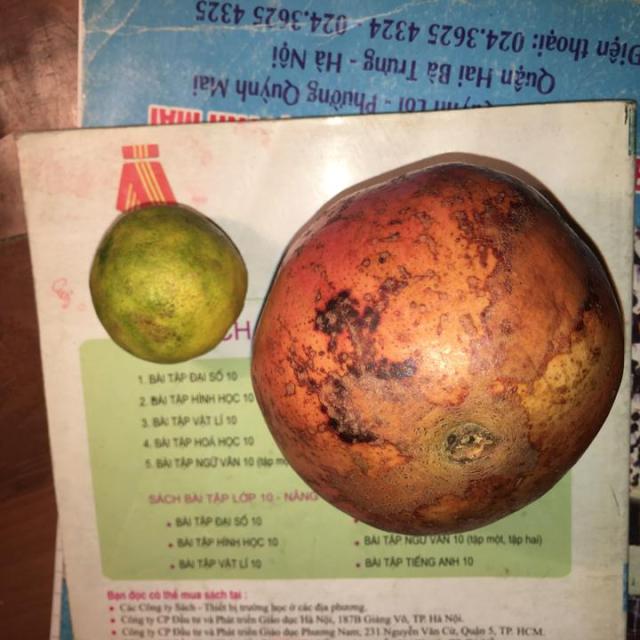 Điện thoại: 024.3625 4324 - 024.3625 4325
Quận Hai Bà Trưng - Hà Nội
Lôi - Phường Quỳnh Mai
MAI
CH
1. BÀI TẬP ĐẠI SỐ 10
2. BÀI TẬP HÌNH HỌC 10
3. BÀI TẬP VẬT LÍ 10
4. BÀI TẬP HOÁ HỌC 10
5. BÀI TẬP NGỮ VĂN 10 (tập
SÁCH BÀI TẬP LỚP 10 - NÂNG
• BÀI TẬP ĐẠI SỐ 10
• BÀI TẬP HÌNH HỌC 10
• BÀI TẬP VẬT LÍ 10
• BÀI TẬP NGỮ VĂN 10 (tập một, tập hai)
• BÀI TẬP TIẾNG ANH 10
Bạn đọc có thể mua sách tại :
• Các Công ty Sách - Thiết bị trường học ở các địa phương.
• Công ty CP Đầu tư và Phát triển Giáo dục Hà Nội, 187B Giảng Võ, TP. Hà Nội.
• Công ty CP Đầu tư và Phát triển Giáo dục Phương Nam, 231 Nguyễn Văn Cừ, Quận 5, TP. HCM.